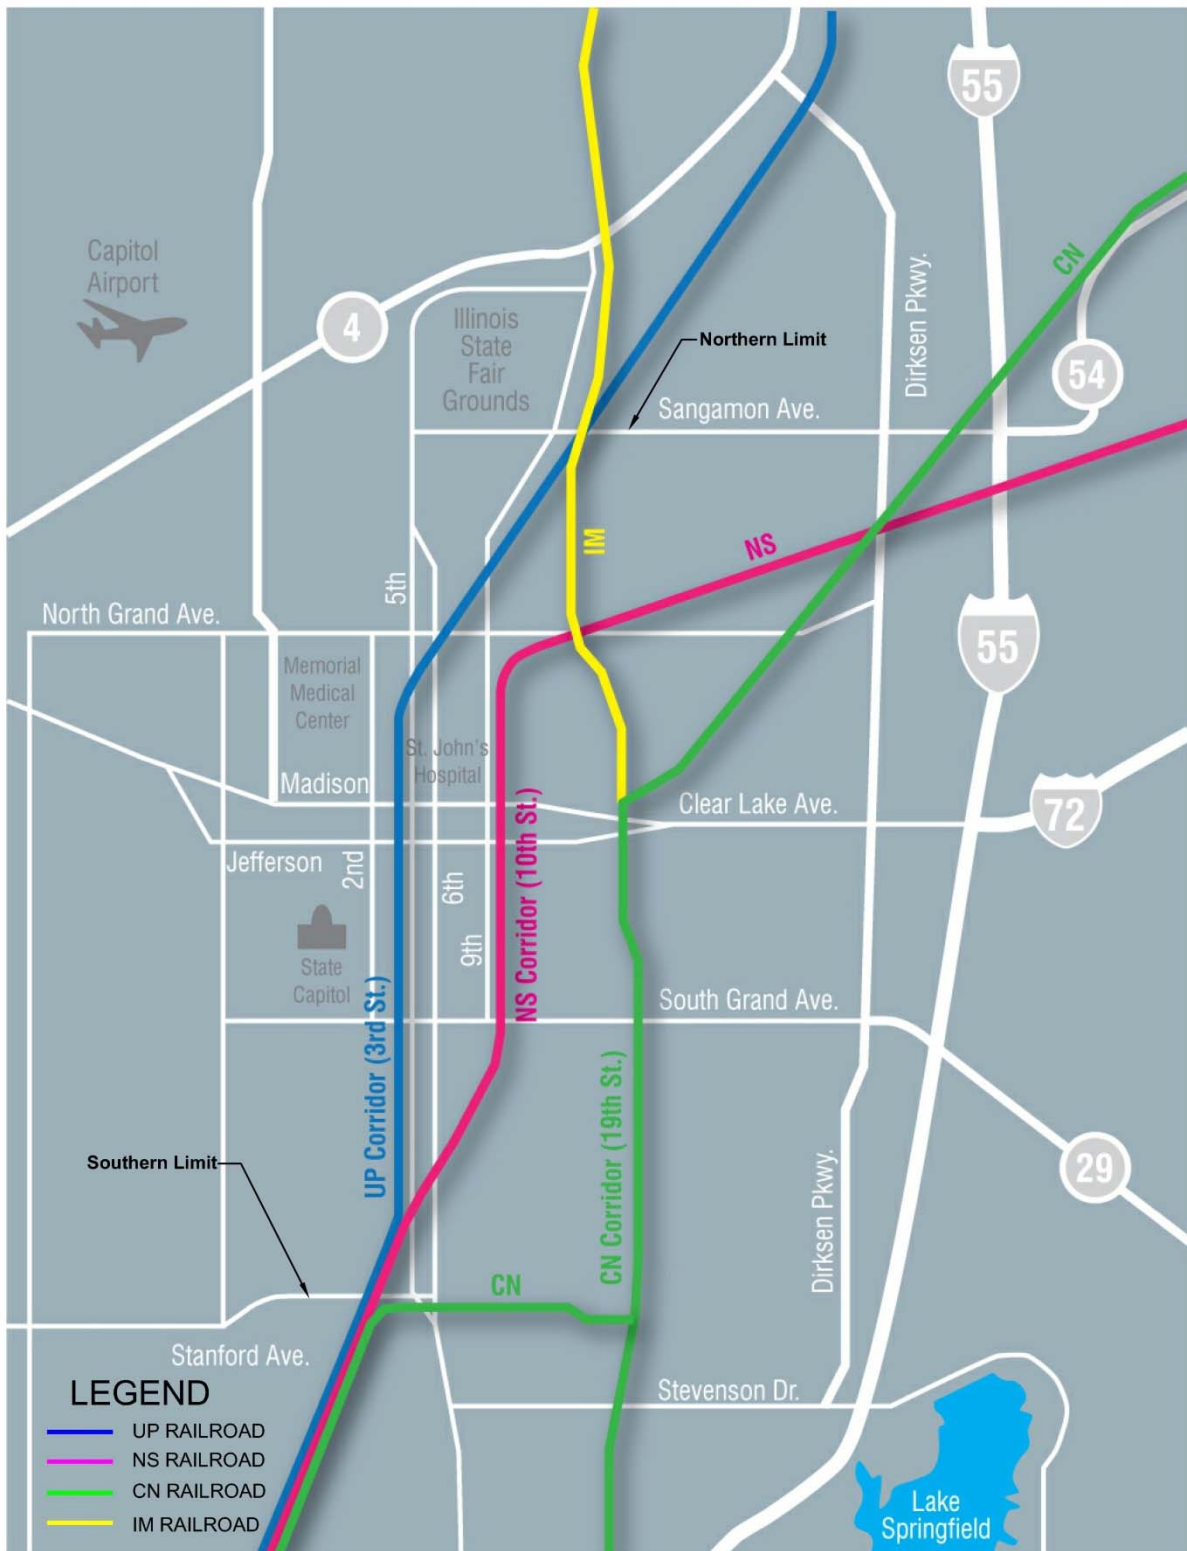 55
Capitol
Airport
CN
Dirksen Pkwy.
4
Illinois
State
Fair
Grounds
Northern Limit
54
Sangamon Ave.
IM
NS
5th
North Grand Ave.
55
Memorial
Medical
Center
St. John's
Hospital
Madison
Clear Lake Ave.
72
Jefferson
2nd
6th
9th
NS Corridor (10th St.)
State
Capitol
South Grand Ave.
UP Corridor (3rd St.)
CN Corridor (19th St.)
29
Southern Limit
Dirksen Pkwy.
CN
Stanford Ave.
Stevenson Dr.
LEGEND
UP RAILROAD
NS RAILROAD
CN RAILROAD
IM RAILROAD
Lake
Springfield